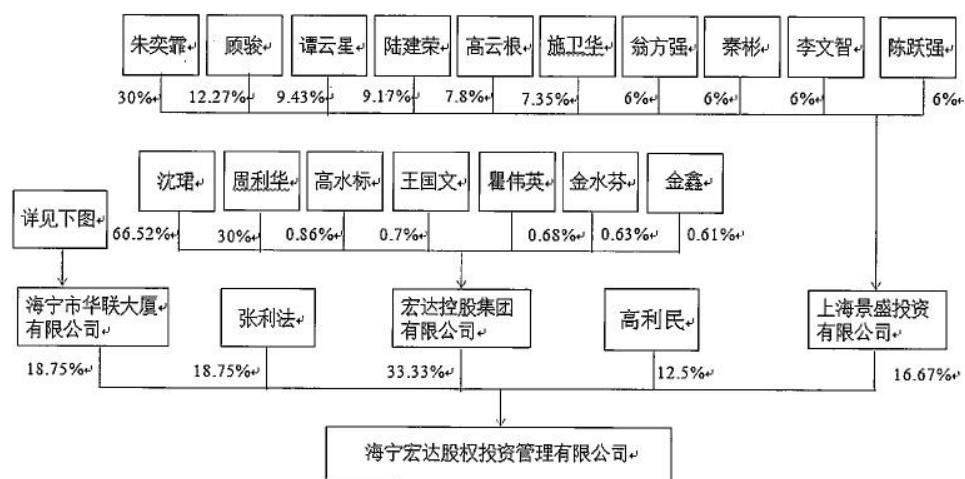 朱奕霏 顾骏 谭云星 陆建荣 高云根 施卫华 翁方强 秦彬 李文智 陈跃强
30% 12.27% 9.43% 9.17% 7.8% 7.35% 6% 6% 6% 6%
沈珺 周利华 高水标 王国文 瞿伟英 金水芬 金鑫
详见下图
66.52% 30% 0.86% 0.7% 0.68% 0.63% 0.61%
海宁市华联大厦
有限公司
张利法
宏达控股集团
有限公司
高利民
上海景盛投资
有限公司
18.75% 18.75% 33.33% 12.5% 16.67%
海宁宏达股权投资管理有限公司